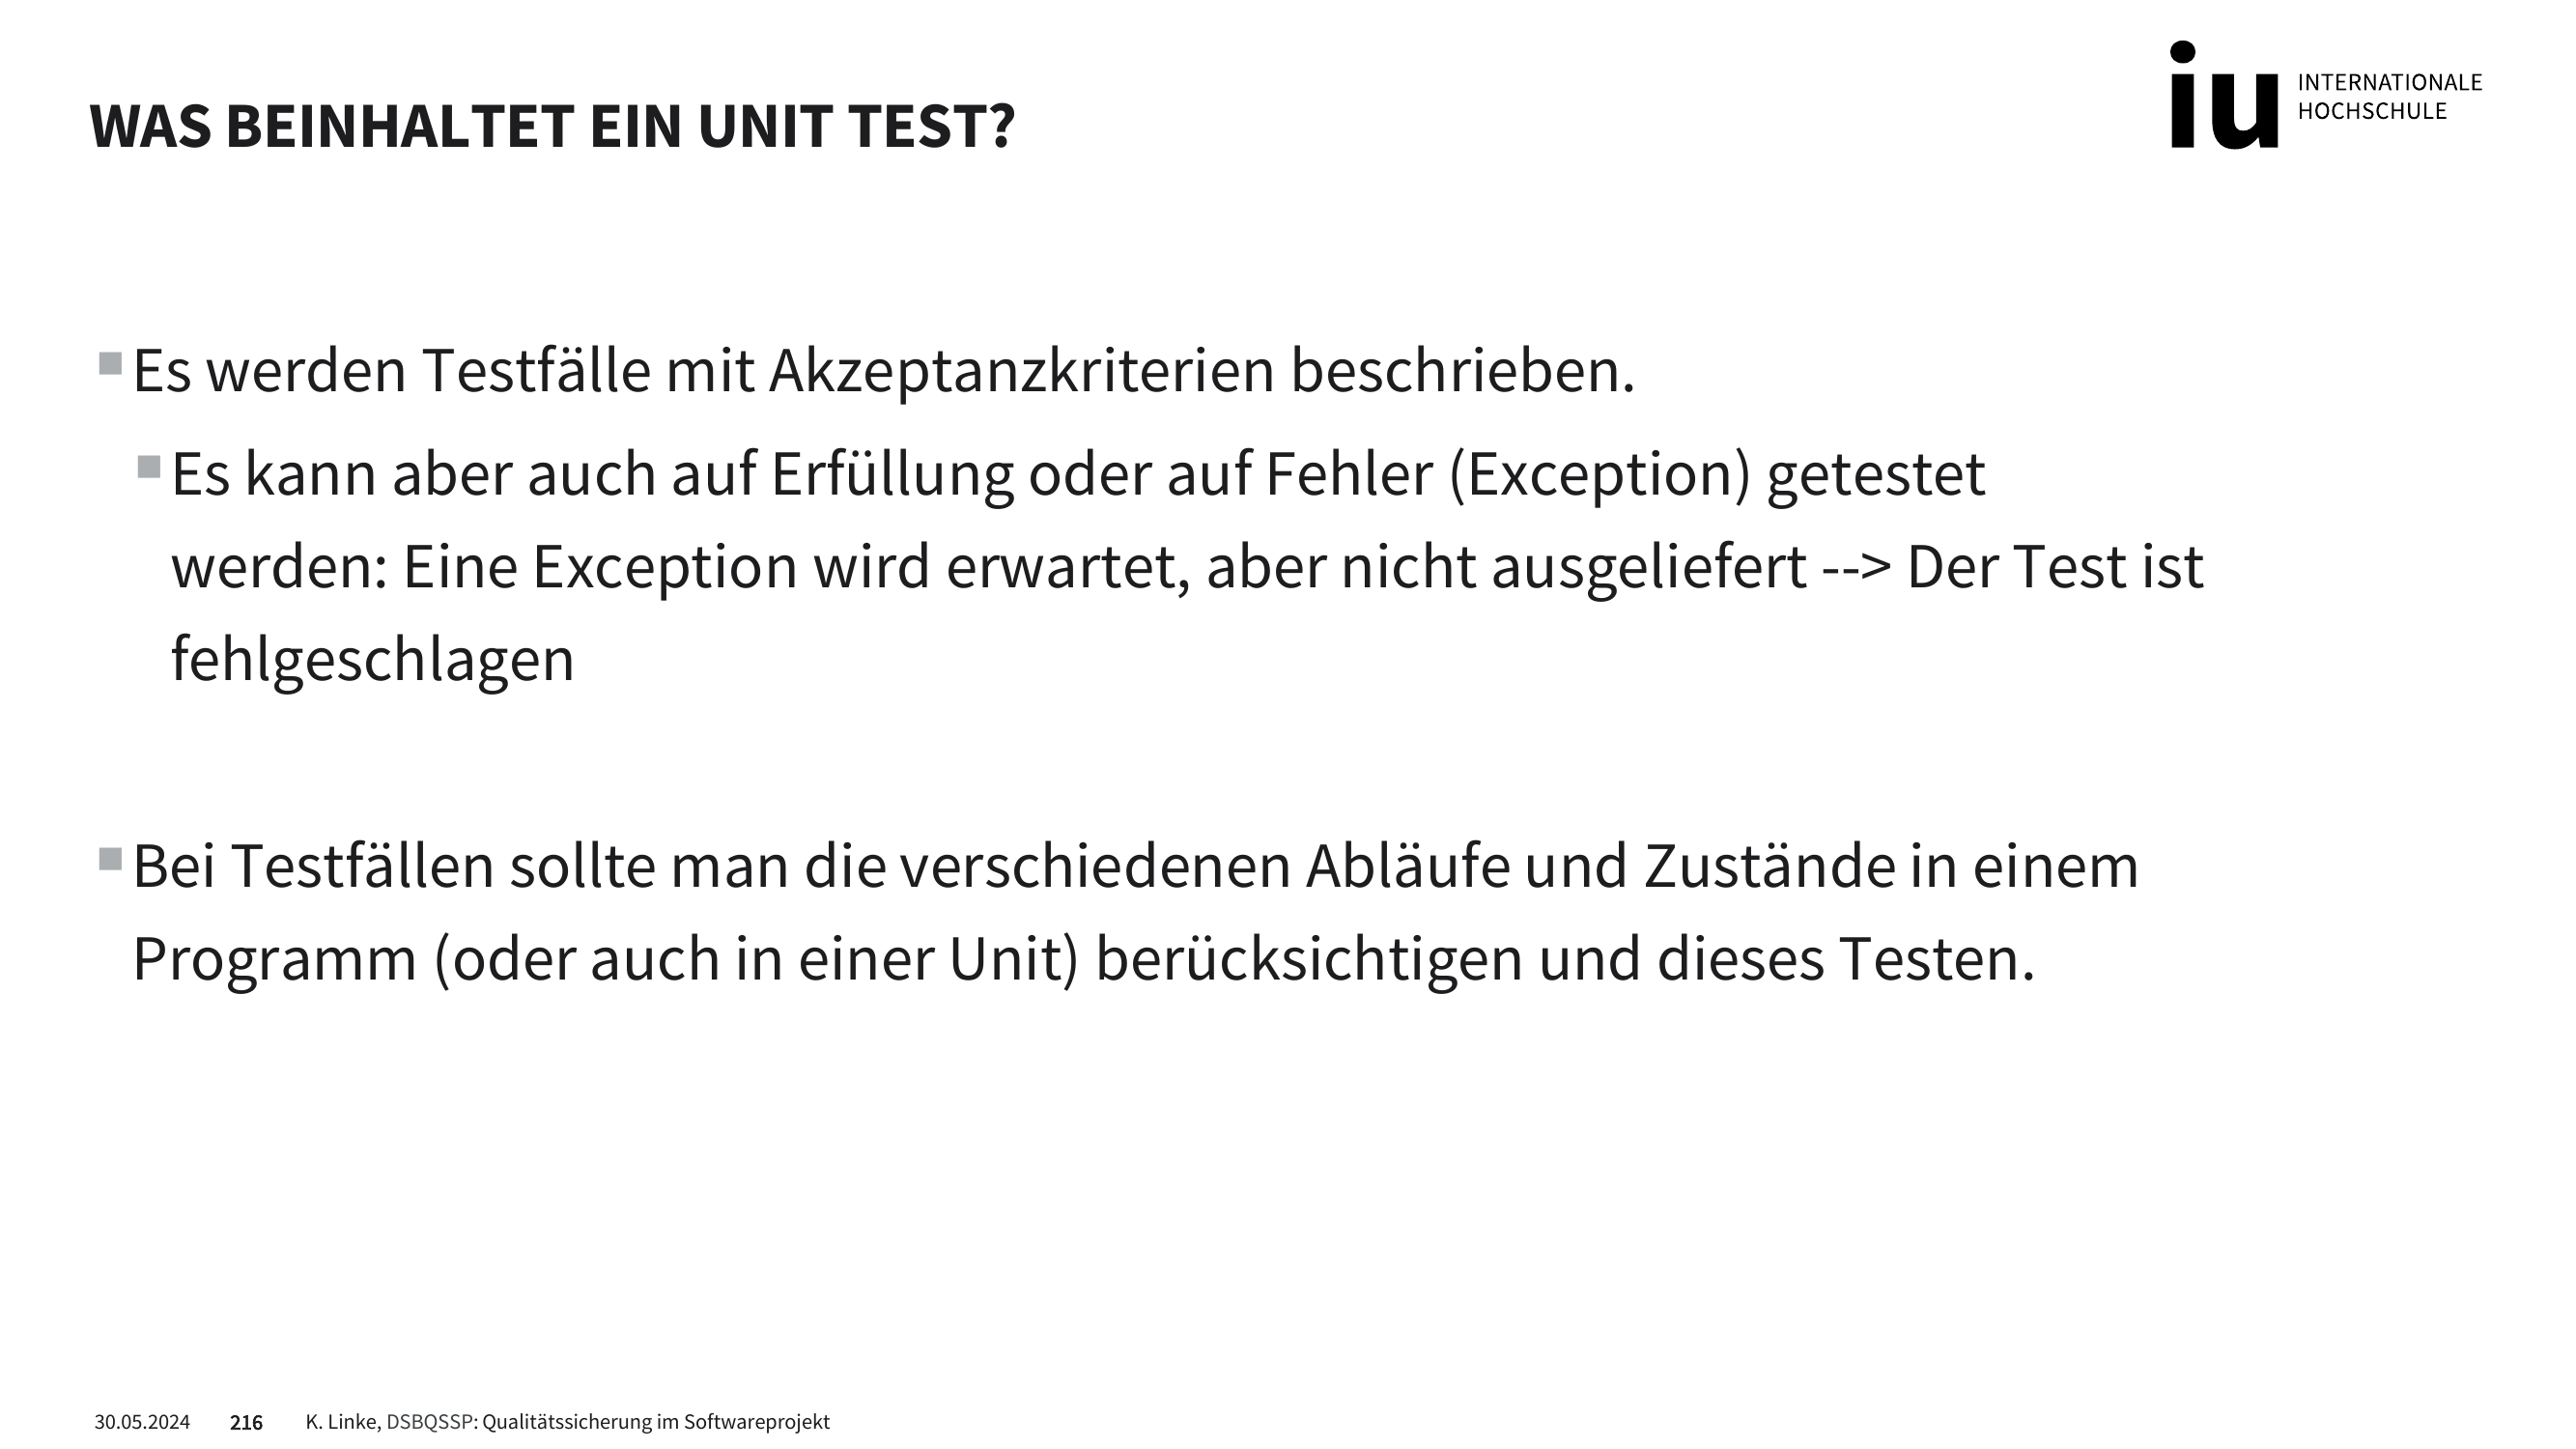 WAS BEINHALTET EIN UNIT TEST?
iu INTERNATIONALE
HOCHSCHULE
Es werden Testfälle mit Akzeptanzkriterien beschrieben.
Es kann aber auch auf Erfüllung oder auf Fehler (Exception) getestet
werden: Eine Exception wird erwartet, aber nicht ausgeliefert --> Der Test ist
fehlgeschlagen
Bei Testfällen sollte man die verschiedenen Abläufe und Zustände in einem
Programm (oder auch in einer Unit) berücksichtigen und dieses Testen.
30.05.2024 216 K. Linke, DSBQSSP: Qualitätssicherung im Softwareprojekt